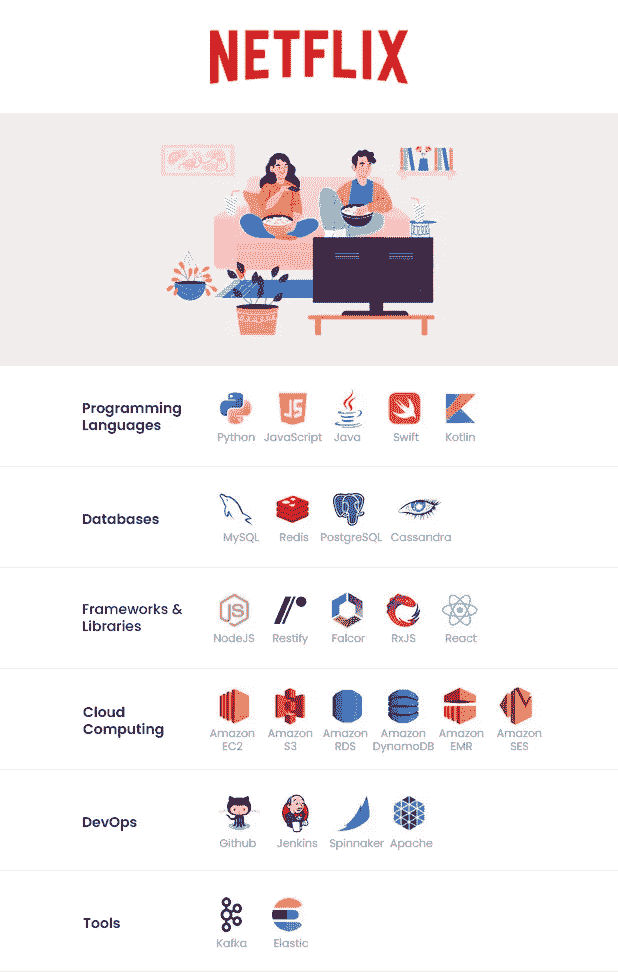 NETFLIX
Programming
Languages
Python JavaScript Java Swift Kotlin
Databases
MySQL Redis PostgreSQL Cassandra
Frameworks &
Libraries
JS
NodeJS Restify Falcor RxJS React
Cloud
Computing
Amazon Amazon Amazon Amazon Amazon Amazon
EC2 S3 RDS DynamoDB EMR SES
DevOps
Github Jenkins Spinnaker Apache
Tools
Kafka Elastic